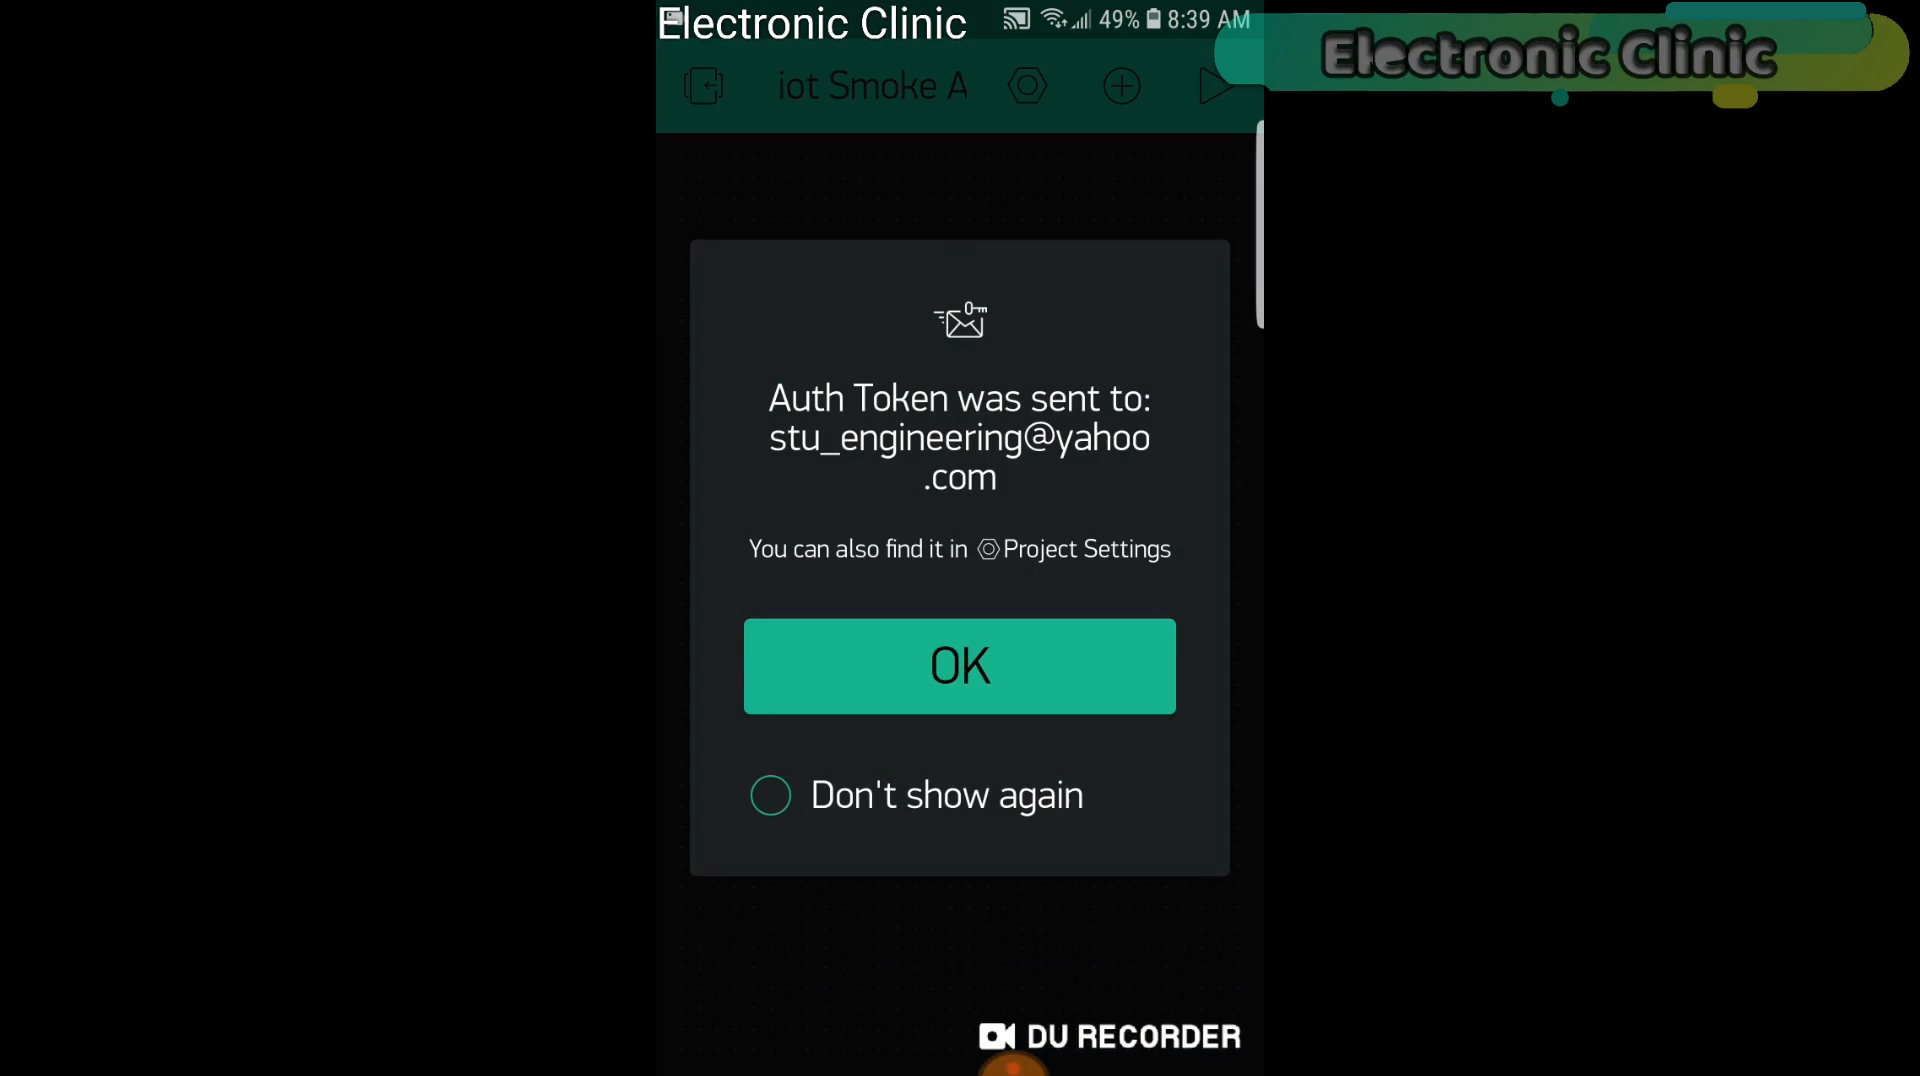 Electronic Clinic
49% 8:39 AM
Electronic Clinic
iot Smoke A
Auth Token was sent to:
stu_engineering@yahoo
.com
You can also find it in Project Settings
OK
Don't show again
DU RECORDER